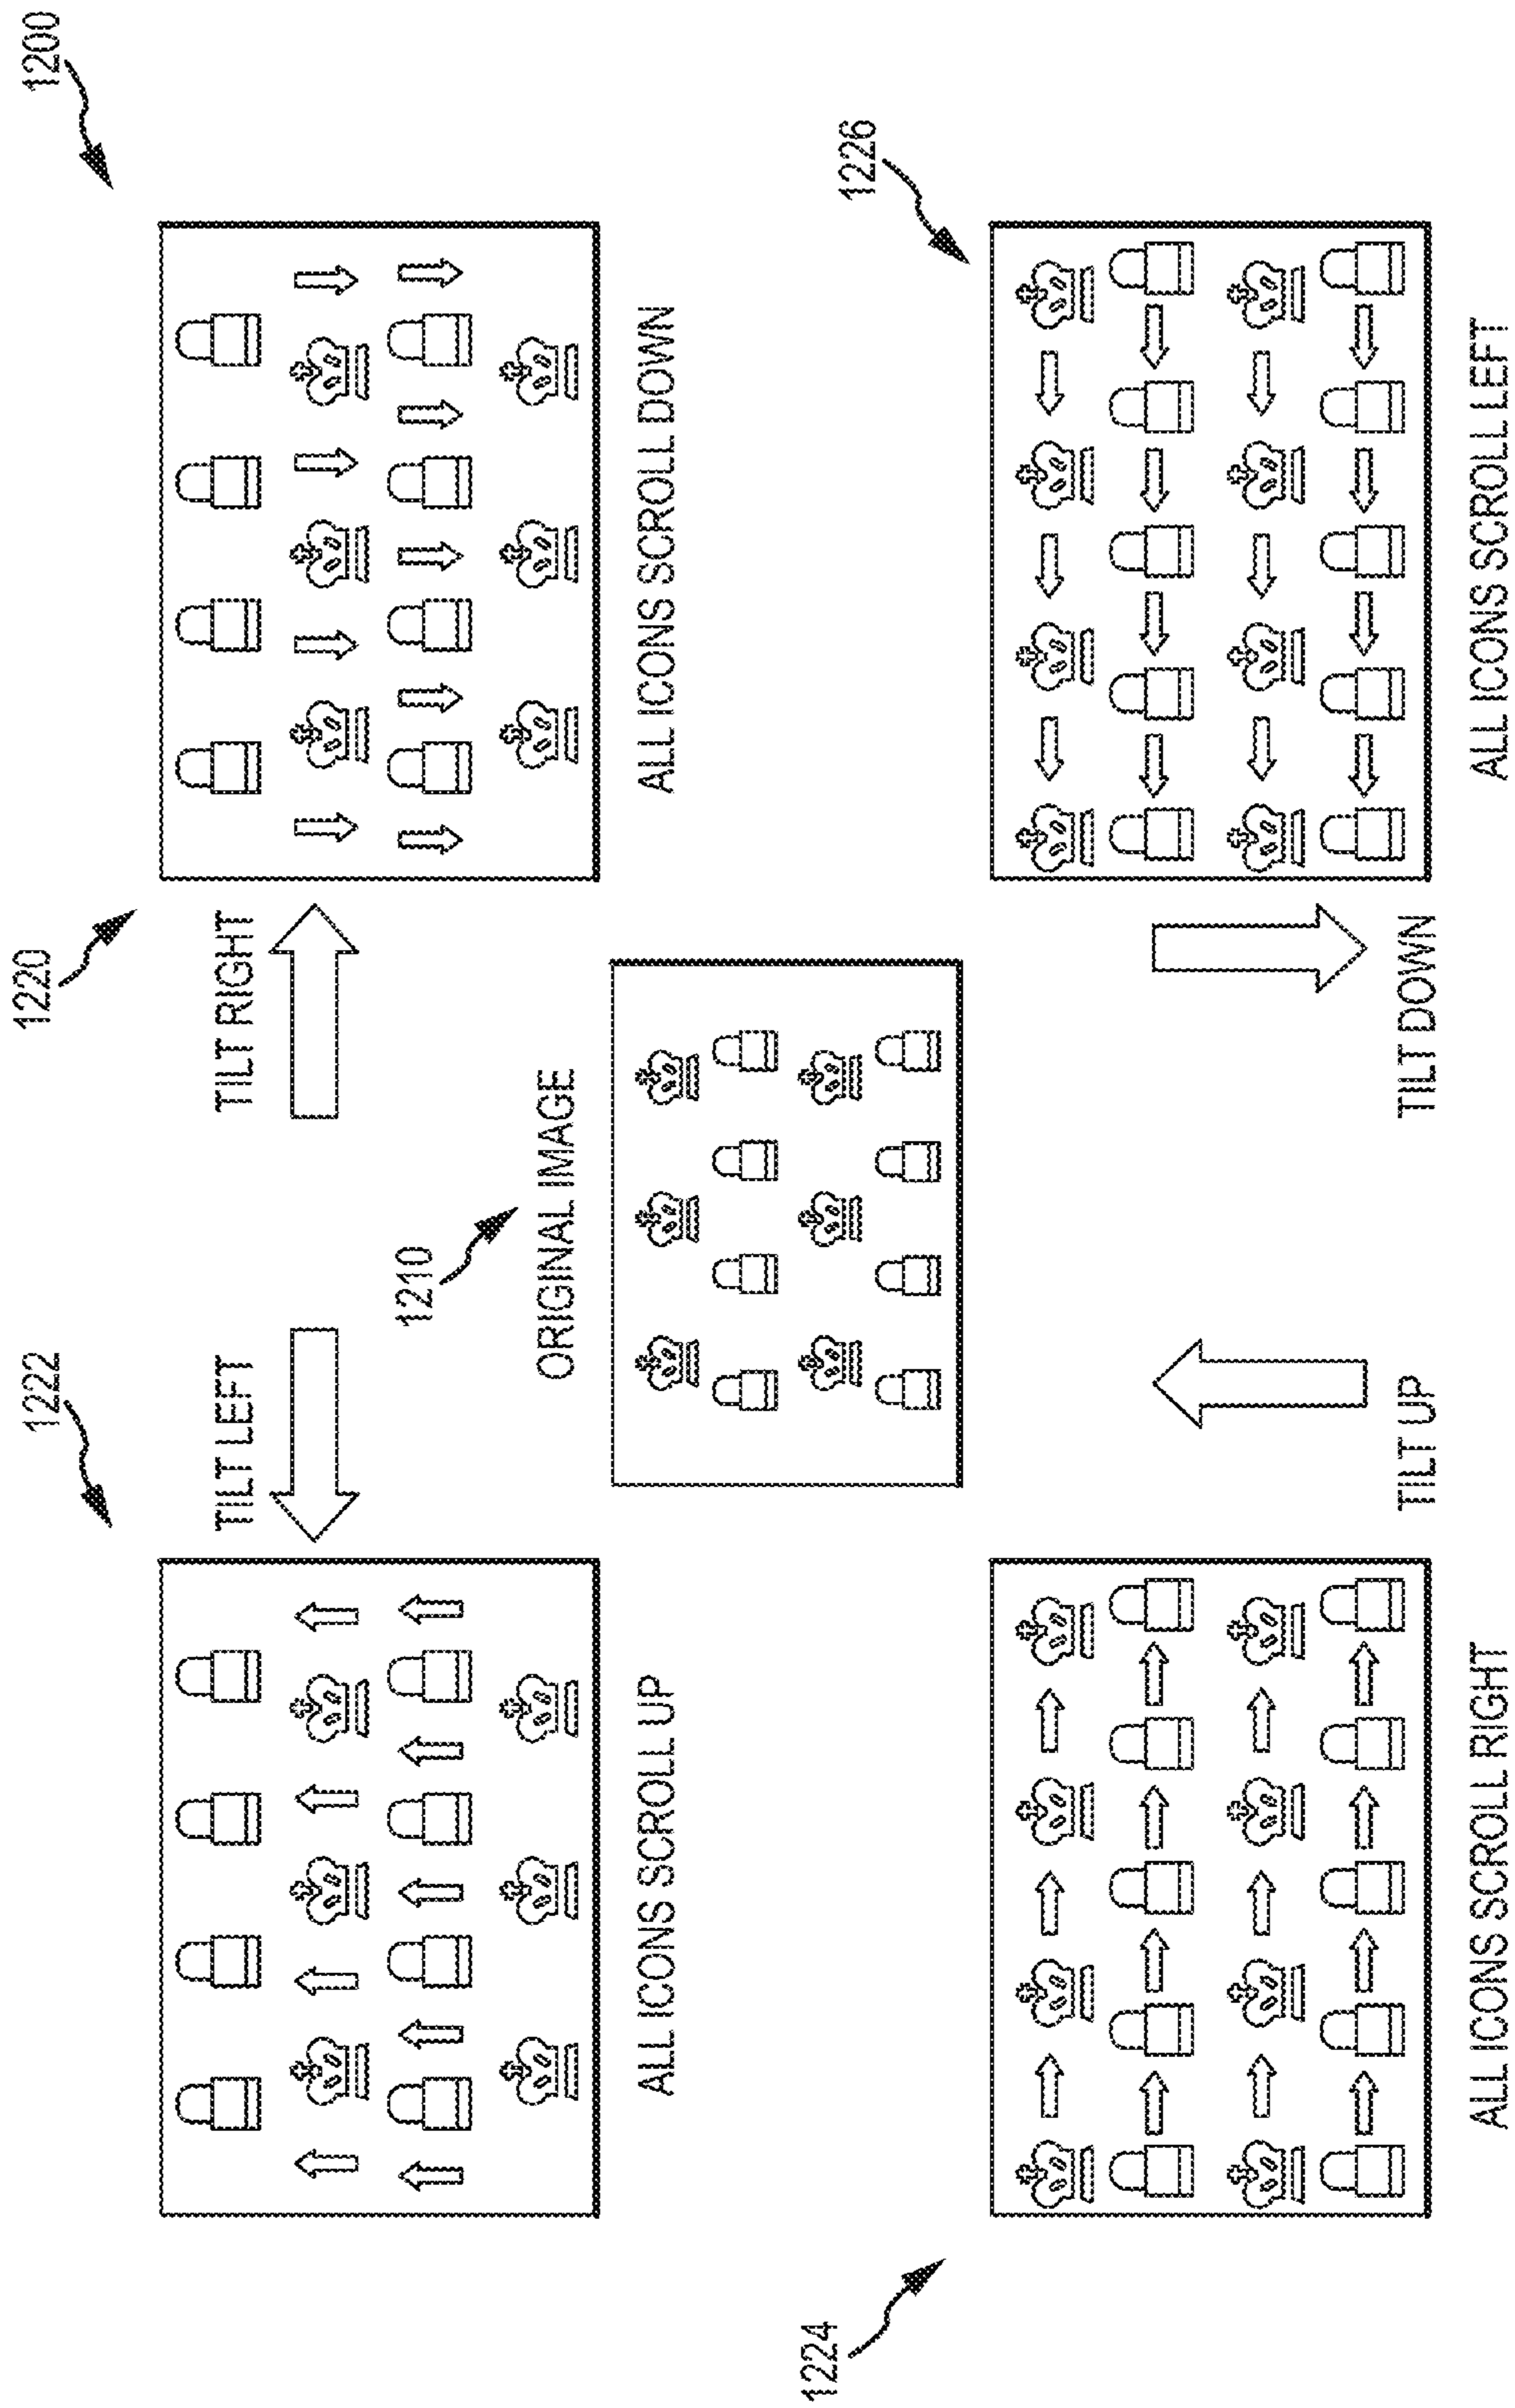 1200
1222
TILT LEFT
TILT RIGHT
1220
ALL ICONS SCROLL UP
1210
ORIGINAL IMAGE
ALL ICONS SCROLL DOWN
1224
1226
TILT UP
TILT DOWN
ALL ICONS SCROLL RIGHT
ALL ICONS SCROLL LEFT